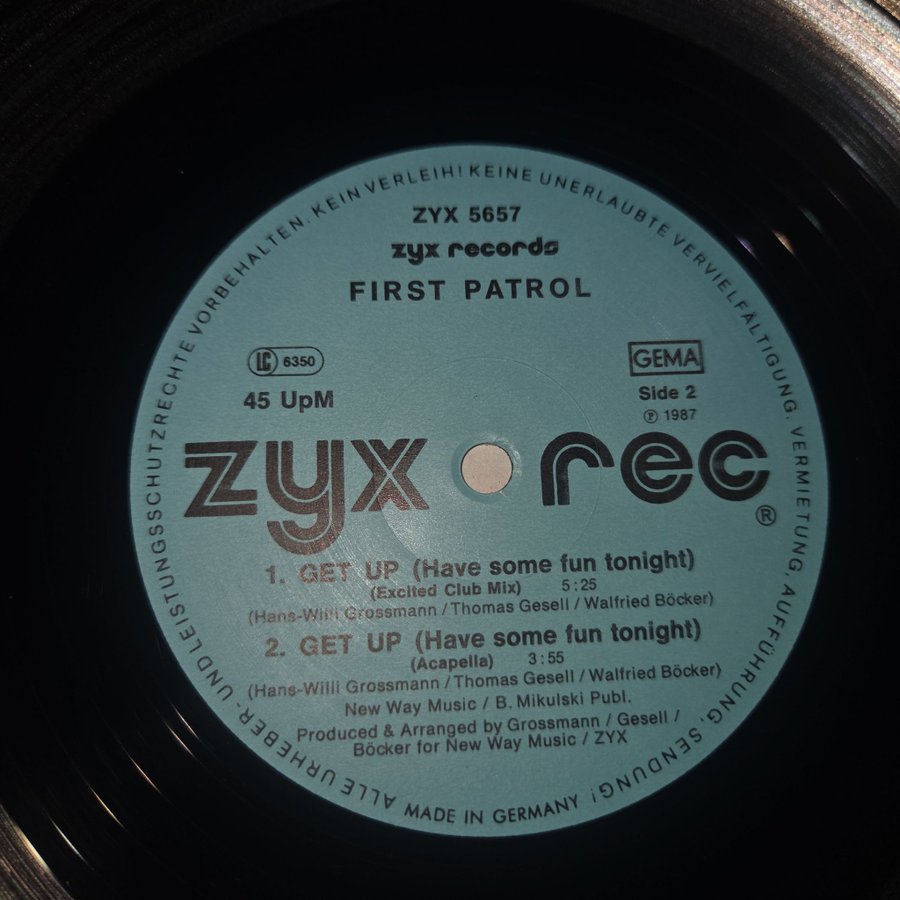 ALLE URHEBER- UND LEISTUNGSSCHUTZRECHTE VORBEHALTEN. KEIN VERLEIH! KEINE UNERLAUBTE VERVIELFÄLTIGUNG, VERMIETUNG, AUFFÜHRUNG, SENDUNG!
ZYX 5657
zyx records
FIRST PATROL
LC 6350
GEMA
45 UpM
Side 2
℗ 1987
zyx rec
®
1. GET UP (Have some fun tonight)
(Excited Club Mix) 5:25
(Hans-Willi Grossmann / Thomas Gesell / Walfried Böcker)
2. GET UP (Have some fun tonight)
(Acapella) 3:55
(Hans-Willi Grossmann / Thomas Gesell / Walfried Böcker)
New Way Music / B. Mikulski Publ.
Produced & Arranged by Grossmann / Gesell /
Böcker for New Way Music / ZYX
MADE IN GERMANY